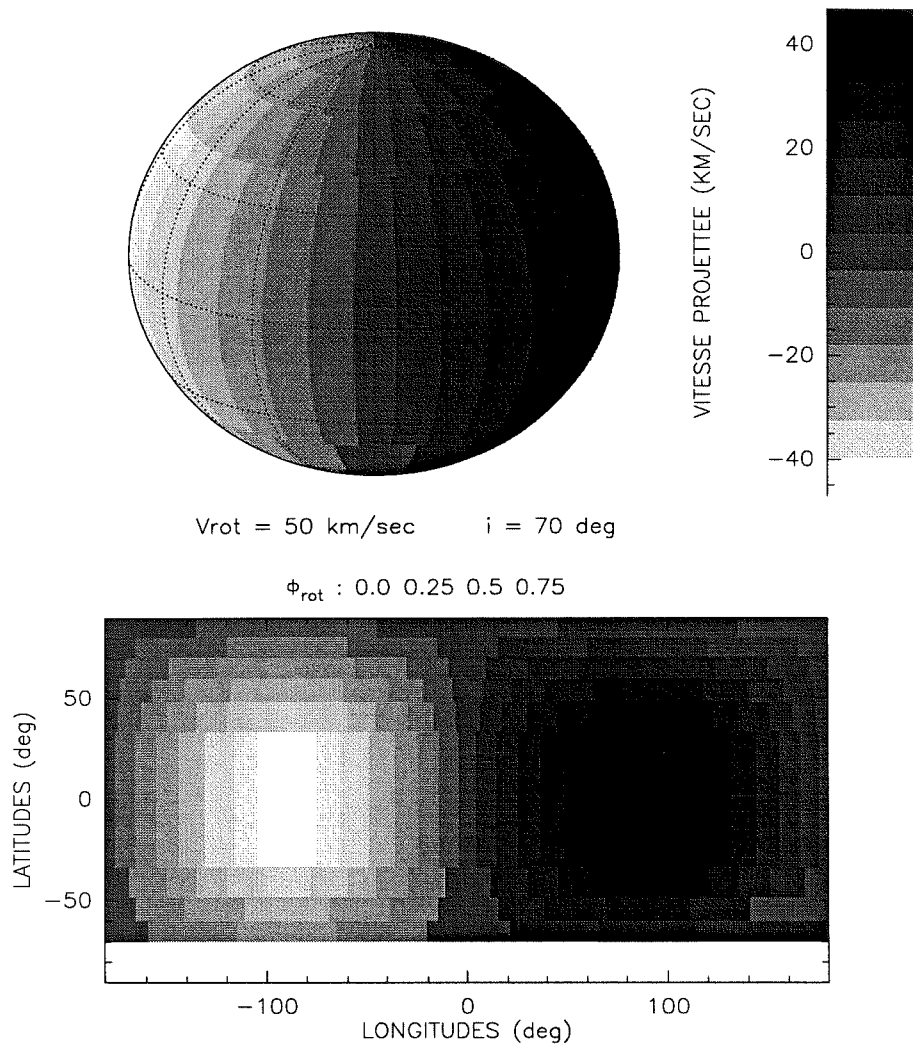 40
20
0
−20
−40
VITESSE PROJETTEE (KM/SEC)
Vrot = 50 km/sec i = 70 deg
Φrot : 0.0 0.25 0.5 0.75
50
0
−50
LATITUDES (deg)
−100 0 100
LONGITUDES (deg)